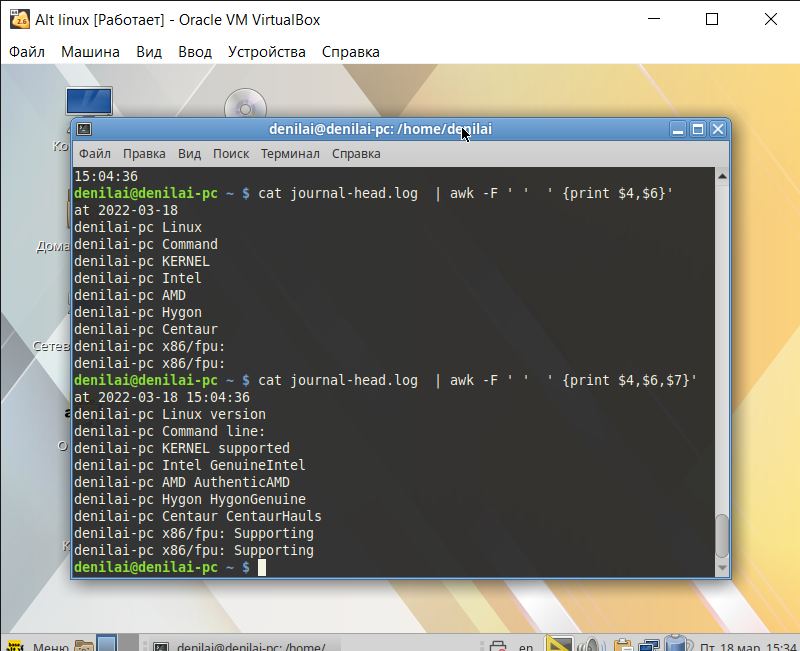 Alt linux [Работает] - Oracle VM VirtualBox
Файл Машина Вид Ввод Устройства Справка
denilai@denilai-pc: /home/denilai
Файл Правка Вид Поиск Терминал Справка
15:04:36
denilai@denilai-pc ~ $ cat journal-head.log  | awk -F ' '  ' {print $4,$6}'
at 2022-03-18
denilai-pc Linux
denilai-pc Command
denilai-pc KERNEL
denilai-pc Intel
denilai-pc AMD
denilai-pc Hygon
denilai-pc Centaur
denilai-pc x86/fpu:
denilai-pc x86/fpu:
denilai@denilai-pc ~ $ cat journal-head.log  | awk -F ' '  ' {print $4,$6,$7}'
at 2022-03-18 15:04:36
denilai-pc Linux version
denilai-pc Command line:
denilai-pc KERNEL supported
denilai-pc Intel GenuineIntel
denilai-pc AMD AuthenticAMD
denilai-pc Hygon HygonGenuine
denilai-pc Centaur CentaurHauls
denilai-pc x86/fpu: Supporting
denilai-pc x86/fpu: Supporting
denilai@denilai-pc ~ $
Ко
Дома
Сетев
О
К
Меню denilai@denilai-pc: /home/ en Пт, 18 мар, 15:34